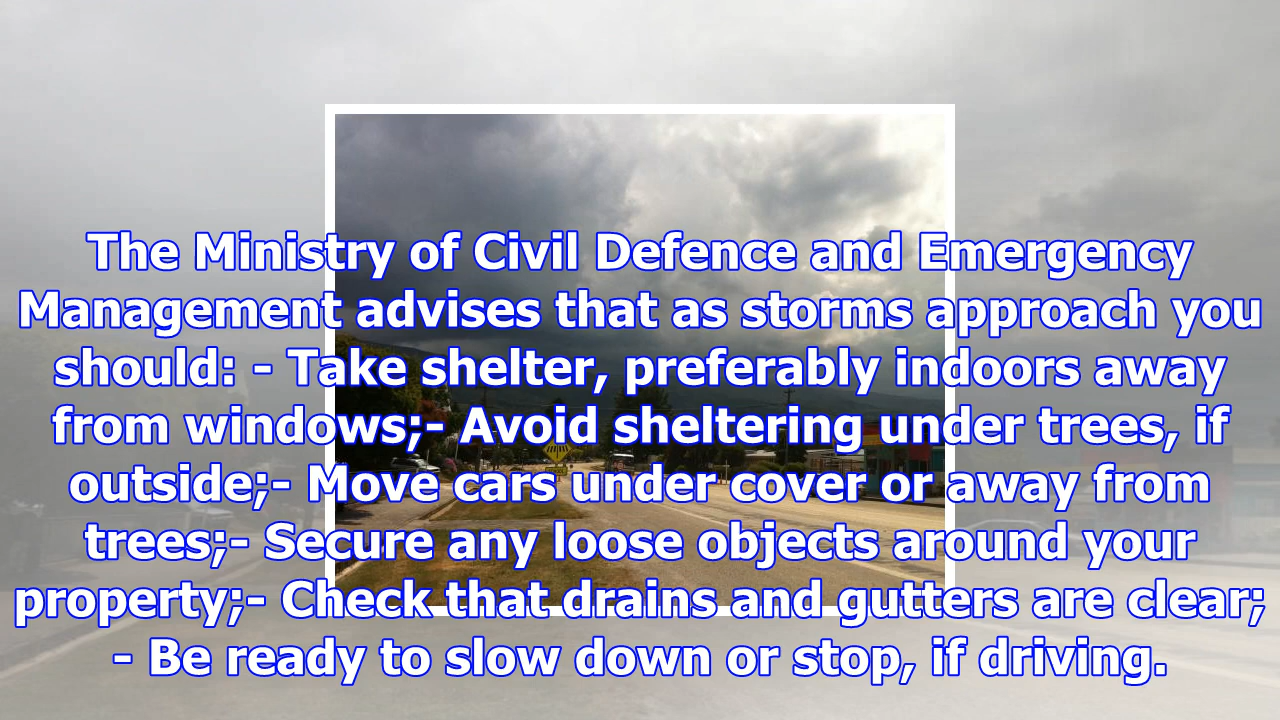 The Ministry of Civil Defence and Emergency
Management advises that as storms approach you
should: - Take shelter, preferably indoors away
from windows;- Avoid sheltering under trees, if
outside;- Move cars under cover or away from
trees;- Secure any loose objects around your
property;- Check that drains and gutters are clear;
- Be ready to slow down or stop, if driving.